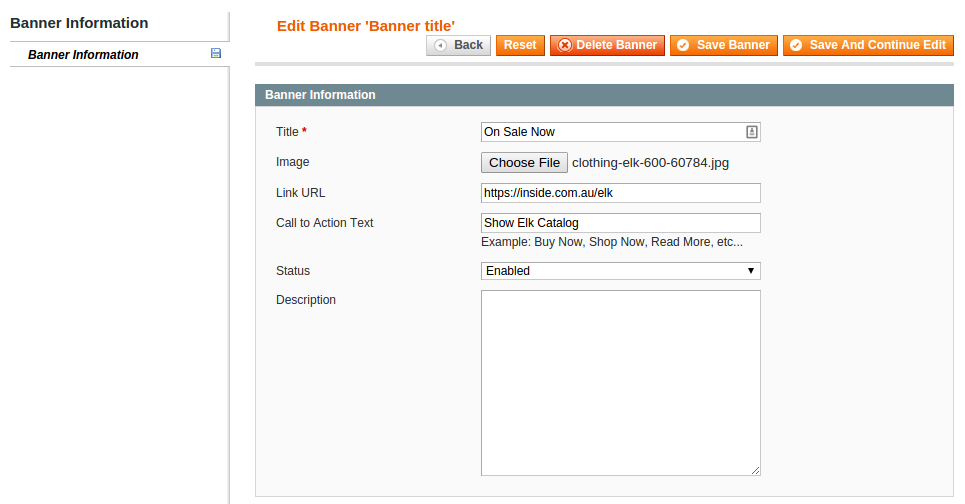 Banner Information
Banner Information
Edit Banner 'Banner title'
Back Reset Delete Banner Save Banner Save And Continue Edit
Banner Information
Title * On Sale Now
Image Choose File clothing-elk-600-60784.jpg
Link URL https://inside.com.au/elk
Call to Action Text Show Elk Catalog
Example: Buy Now, Shop Now, Read More, etc...
Status Enabled
Description